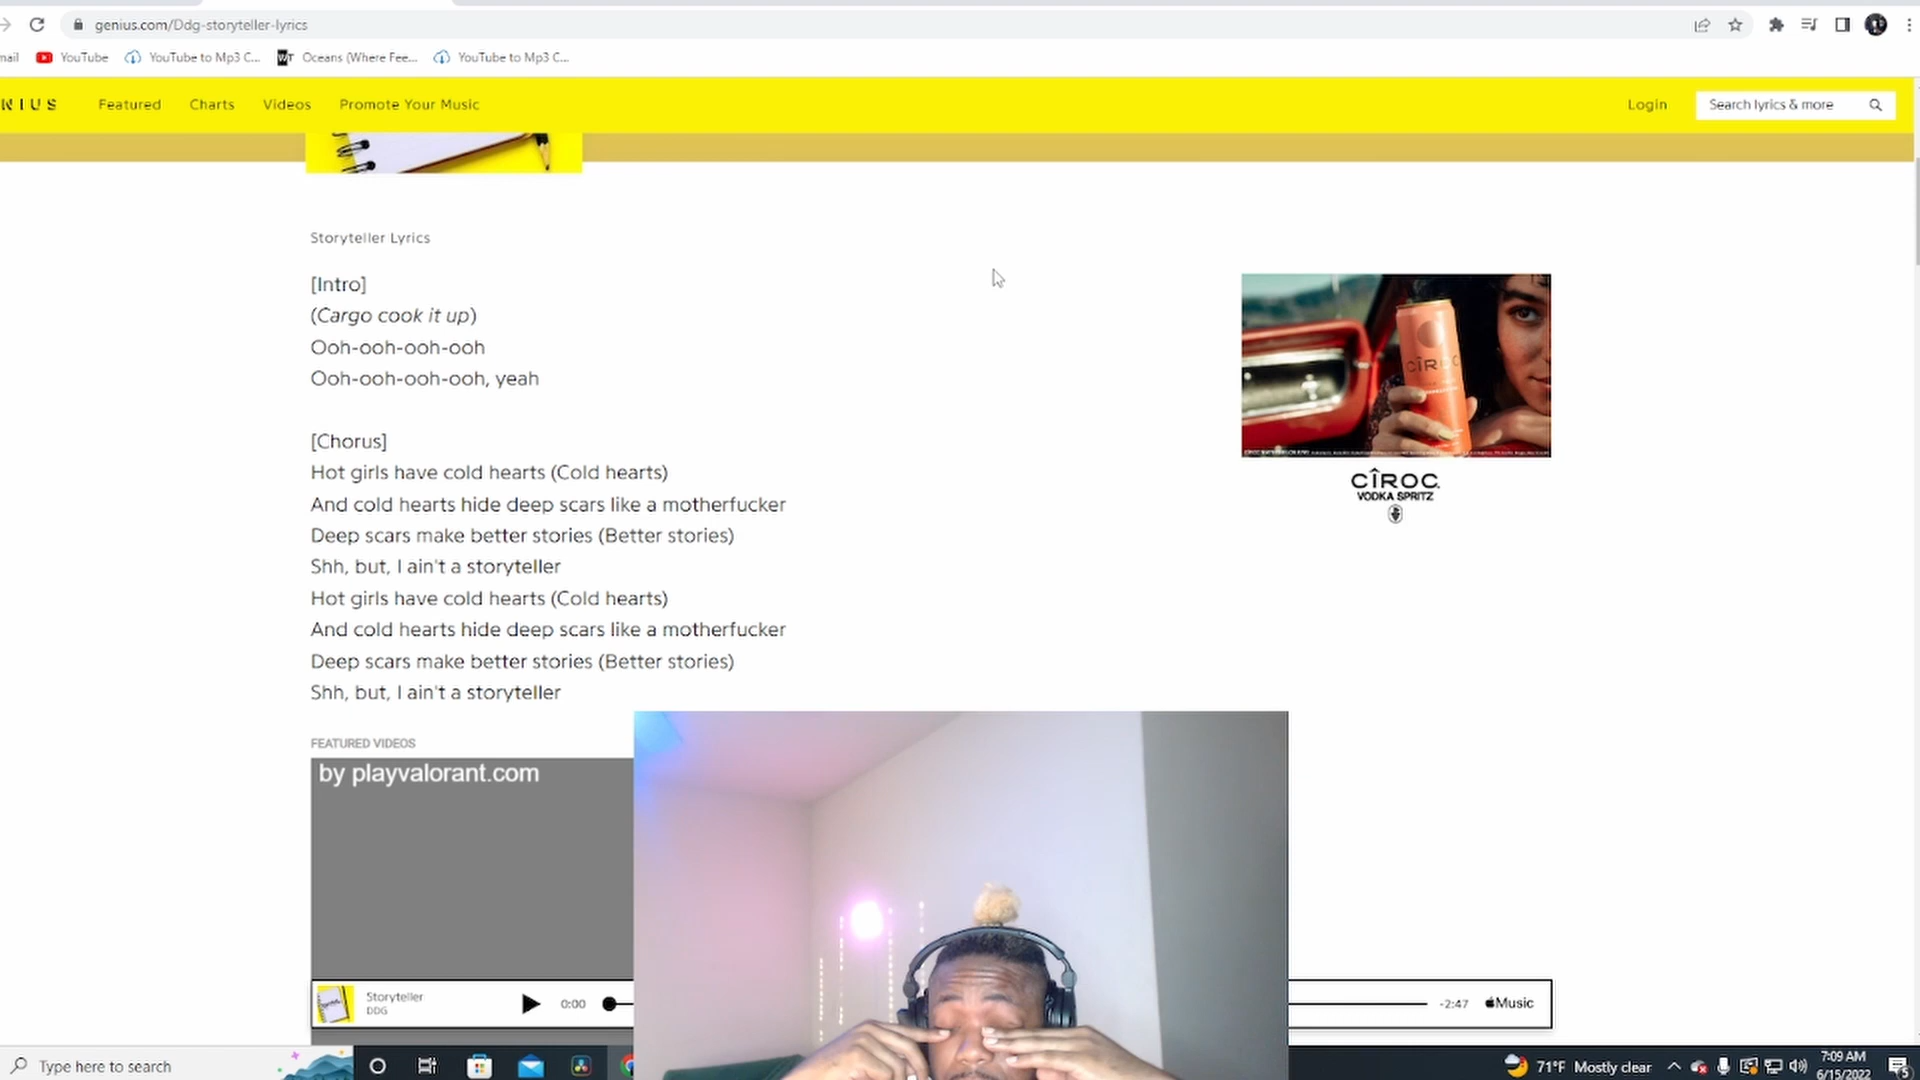 genius.com/Ddg-storyteller-lyrics
mail YouTube YouTube to Mp3 C... Oceans (Where Fee... YouTube to Mp3 C...
NIUS Featured Charts Videos Promote Your Music Login Search lyrics & more
Storyteller Lyrics
[Intro]
(Cargo cook it up)
Ooh-ooh-ooh-ooh
Ooh-ooh-ooh-ooh, yeah
[Chorus]
Hot girls have cold hearts (Cold hearts)
And cold hearts hide deep scars like a motherfucker
Deep scars make better stories (Better stories)
Shh, but, I ain't a storyteller
Hot girls have cold hearts (Cold hearts)
And cold hearts hide deep scars like a motherfucker
Deep scars make better stories (Better stories)
Shh, but, I ain't a storyteller
CIROC
CÎROC
VODKA SPRITZ
FEATURED VIDEOS
by playvalorant.com
Storyteller
DDG
0:00
-2:47 Music
Type here to search
71°F Mostly clear
7:09 AM
6/15/2022
5